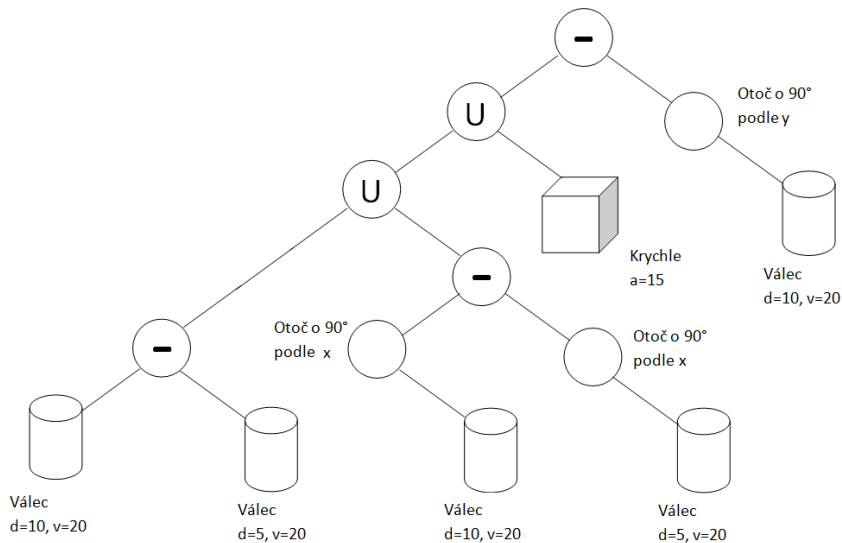 -
Otoč o 90°
podle y
U
U
Krychle
a=15
Válec
d=10, v=20
-
Otoč o 90°
podle x
Otoč o 90°
podle x
-
Válec
d=10, v=20
Válec
d=5, v=20
Válec
d=10, v=20
Válec
d=5, v=20